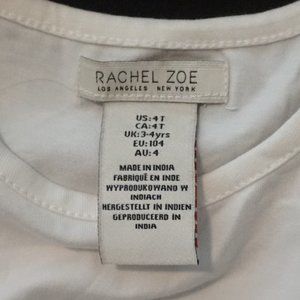 RACHEL ZOE
LOS ANGELES NEW YORK
US: 4T
CA: 4T
UK: 3-4yrs
EU: 104
AU: 4
MADE IN INDIA
FABRIQUÉ EN INDE
WYPRODUKOWANO W
INDIACH
HERGESTELLT IN INDIEN
GEPRODUCEERD IN
INDIA